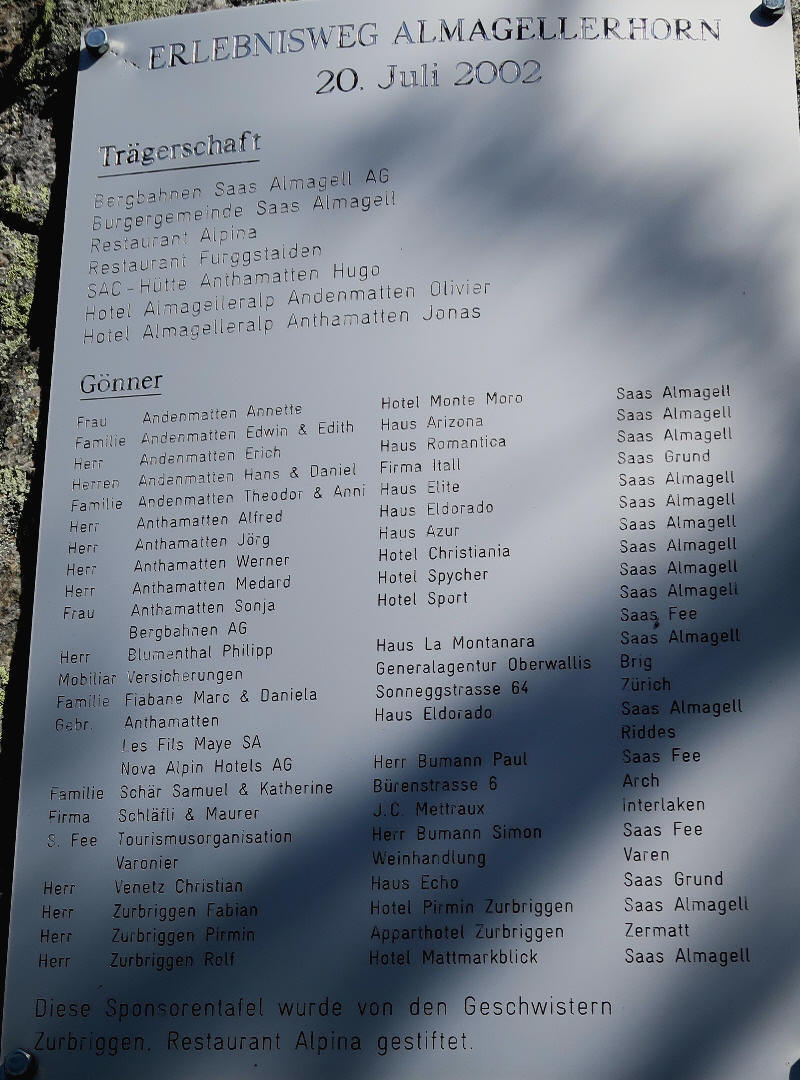 ERLEBNISWEG ALMAGELLERHORN
20. Juli 2002
Trägerschaft
Bergbahnen Saas Almagell AG
Burgergemeinde Saas Almagell
Restaurant Alpina
Restaurant Furggstalden
SAC-Hütte Anthamatten Hugo
Hotel Almagelleralp Andenmatten Olivier
Hotel Almagelleralp Anthamatten Jonas
Gönner
Frau Andenmatten Annette Hotel Monte Moro Saas Almagell
Familie Andenmatten Edwin & Edith Haus Arizona Saas Almagell
Herr Andenmatten Erich Haus Romantica Saas Almagell
Herren Andenmatten Hans & Daniel Firma Itall Saas Grund
Familie Andenmatten Theodor & Anni Haus Elite Saas Almagell
Herr Anthamatten Alfred Haus Eldorado Saas Almagell
Herr Anthamatten Jörg Haus Azur Saas Almagell
Herr Anthamatten Werner Hotel Christiania Saas Almagell
Herr Anthamatten Medard Hotel Spycher Saas Almagell
Frau Anthamatten Sonja Hotel Sport Saas Almagell
Bergbahnen AG Saas Fee
Herr Blumenthal Philipp Haus La Montanara Saas Almagell
Mobiliar Versicherungen Generalagentur Oberwallis Brig
Familie Fiabane Marc & Daniela Sonneggstrasse 64 Zürich
Gebr. Anthamatten Haus Eldorado Saas Almagell
Les Fils Maye SA Riddes
Nova Alpin Hotels AG Herr Bumann Paul Saas Fee
Familie Schär Samuel & Katherine Bürenstrasse 6 Arch
Firma Schläfli & Maurer J.C. Mettraux Interlaken
S. Fee Tourismusorganisation Herr Bumann Simon Saas Fee
Varonier Weinhandlung Varen
Herr Venetz Christian Haus Echo Saas Grund
Herr Zurbriggen Fabian Hotel Pirmin Zurbriggen Saas Almagell
Herr Zurbriggen Pirmin Apparthotel Zurbriggen Zermatt
Herr Zurbriggen Rolf Hotel Mattmarkblick Saas Almagell
Diese Sponsorentafel wurde von den Geschwistern
Zurbriggen, Restaurant Alpina gestiftet.